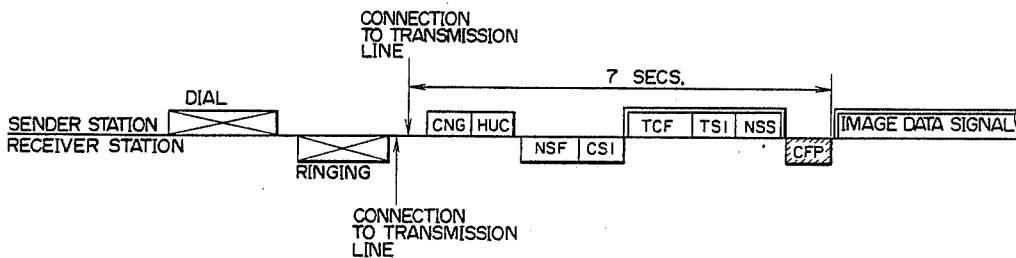 CONNECTION
TO TRANSMISSION
LINE
7 SECS.
DIAL
SENDER STATION
CNG HUC
TCF TSI NSS
IMAGE DATA SIGNAL
RECEIVER STATION
NSF CSI
CFP
RINGING
CONNECTION
TO TRANSMISSION
LINE